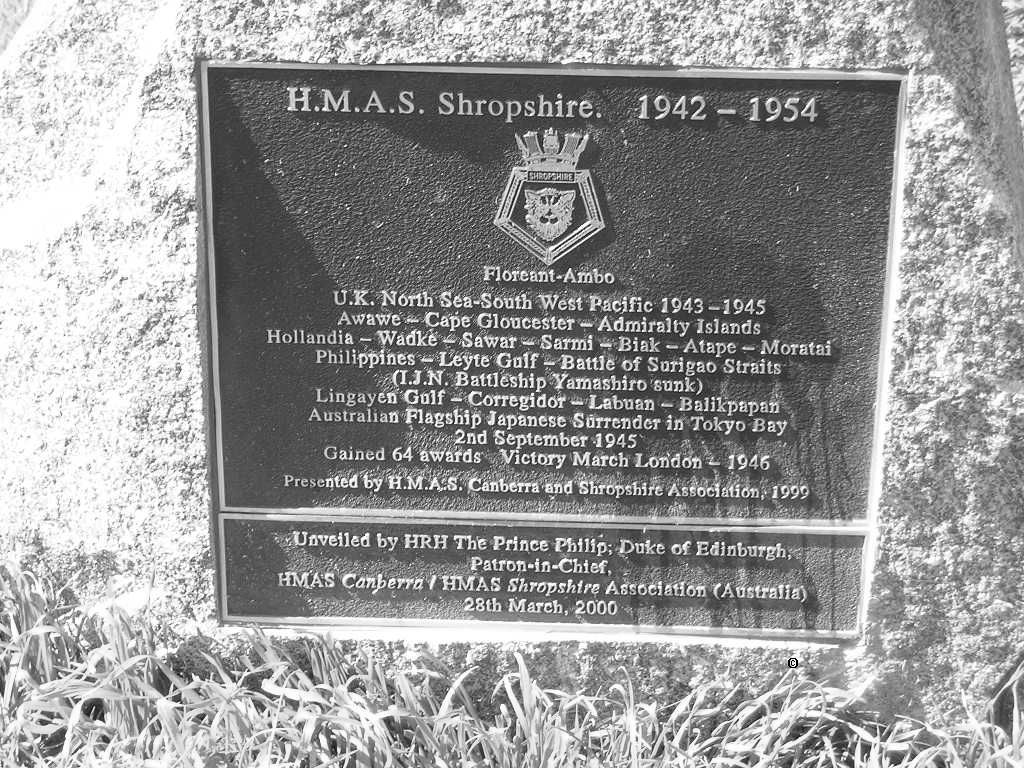 H.M.A.S. Shropshire. 1942 – 1954
SHROPSHIRE
Floreant-Ambo
U.K. North Sea-South West Pacific 1943–1945
Awawe – Cape Gloucester – Admiralty Islands
Hollandia – Wadke – Sawar – Sarmi – Biak – Atape – Moratai
Philippines – Leyte Gulf – Battle of Surigao Straits
(I.J.N. Battleship Yamashiro sunk)
Lingayen Gulf – Corregidor – Labuan – Balikpapan
Australian Flagship Japanese Surrender in Tokyo Bay
2nd September 1945
Gained 64 awards Victory March London – 1946
Presented by H.M.A.S. Canberra and Shropshire Association, 1999
Unveiled by HRH The Prince Philip; Duke of Edinburgh,
Patron-in-Chief,
HMAS Canberra / HMAS Shropshire Association (Australia)
28th March, 2000
©